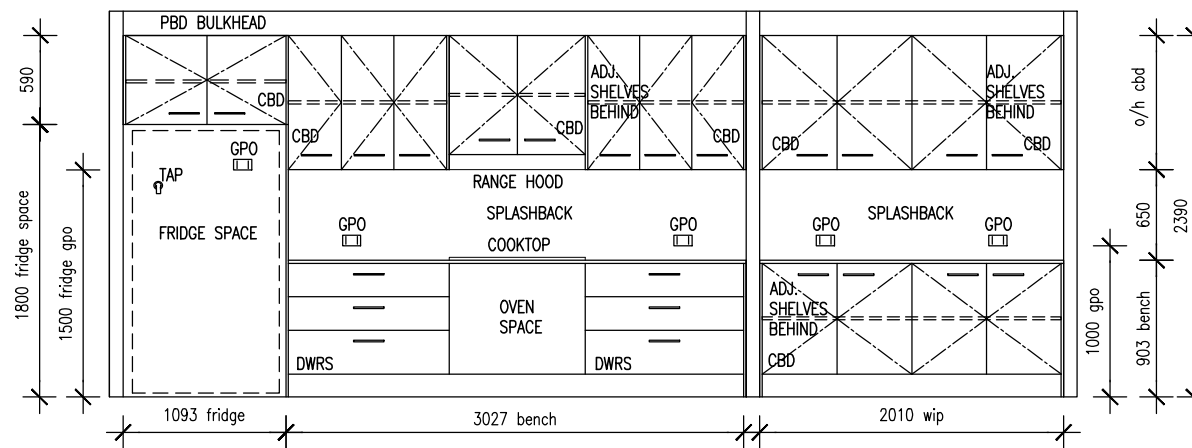 PBD BULKHEAD
590
CBD
GPO
TAP
FRIDGE SPACE
1800 fridge space
1500 fridge gpo
CBD
CBD
ADJ.
SHELVES
BEHIND
CBD
RANGE HOOD
SPLASHBACK
GPO
GPO
COOKTOP
OVEN
SPACE
DWRS
DWRS
CBD
ADJ.
SHELVES
BEHIND
CBD
SPLASHBACK
GPO
GPO
ADJ.
SHELVES
BEHIND
CBD
o/h cbd
650
2390
1000 gpo
903 bench
1093 fridge
3027 bench
2010 wip